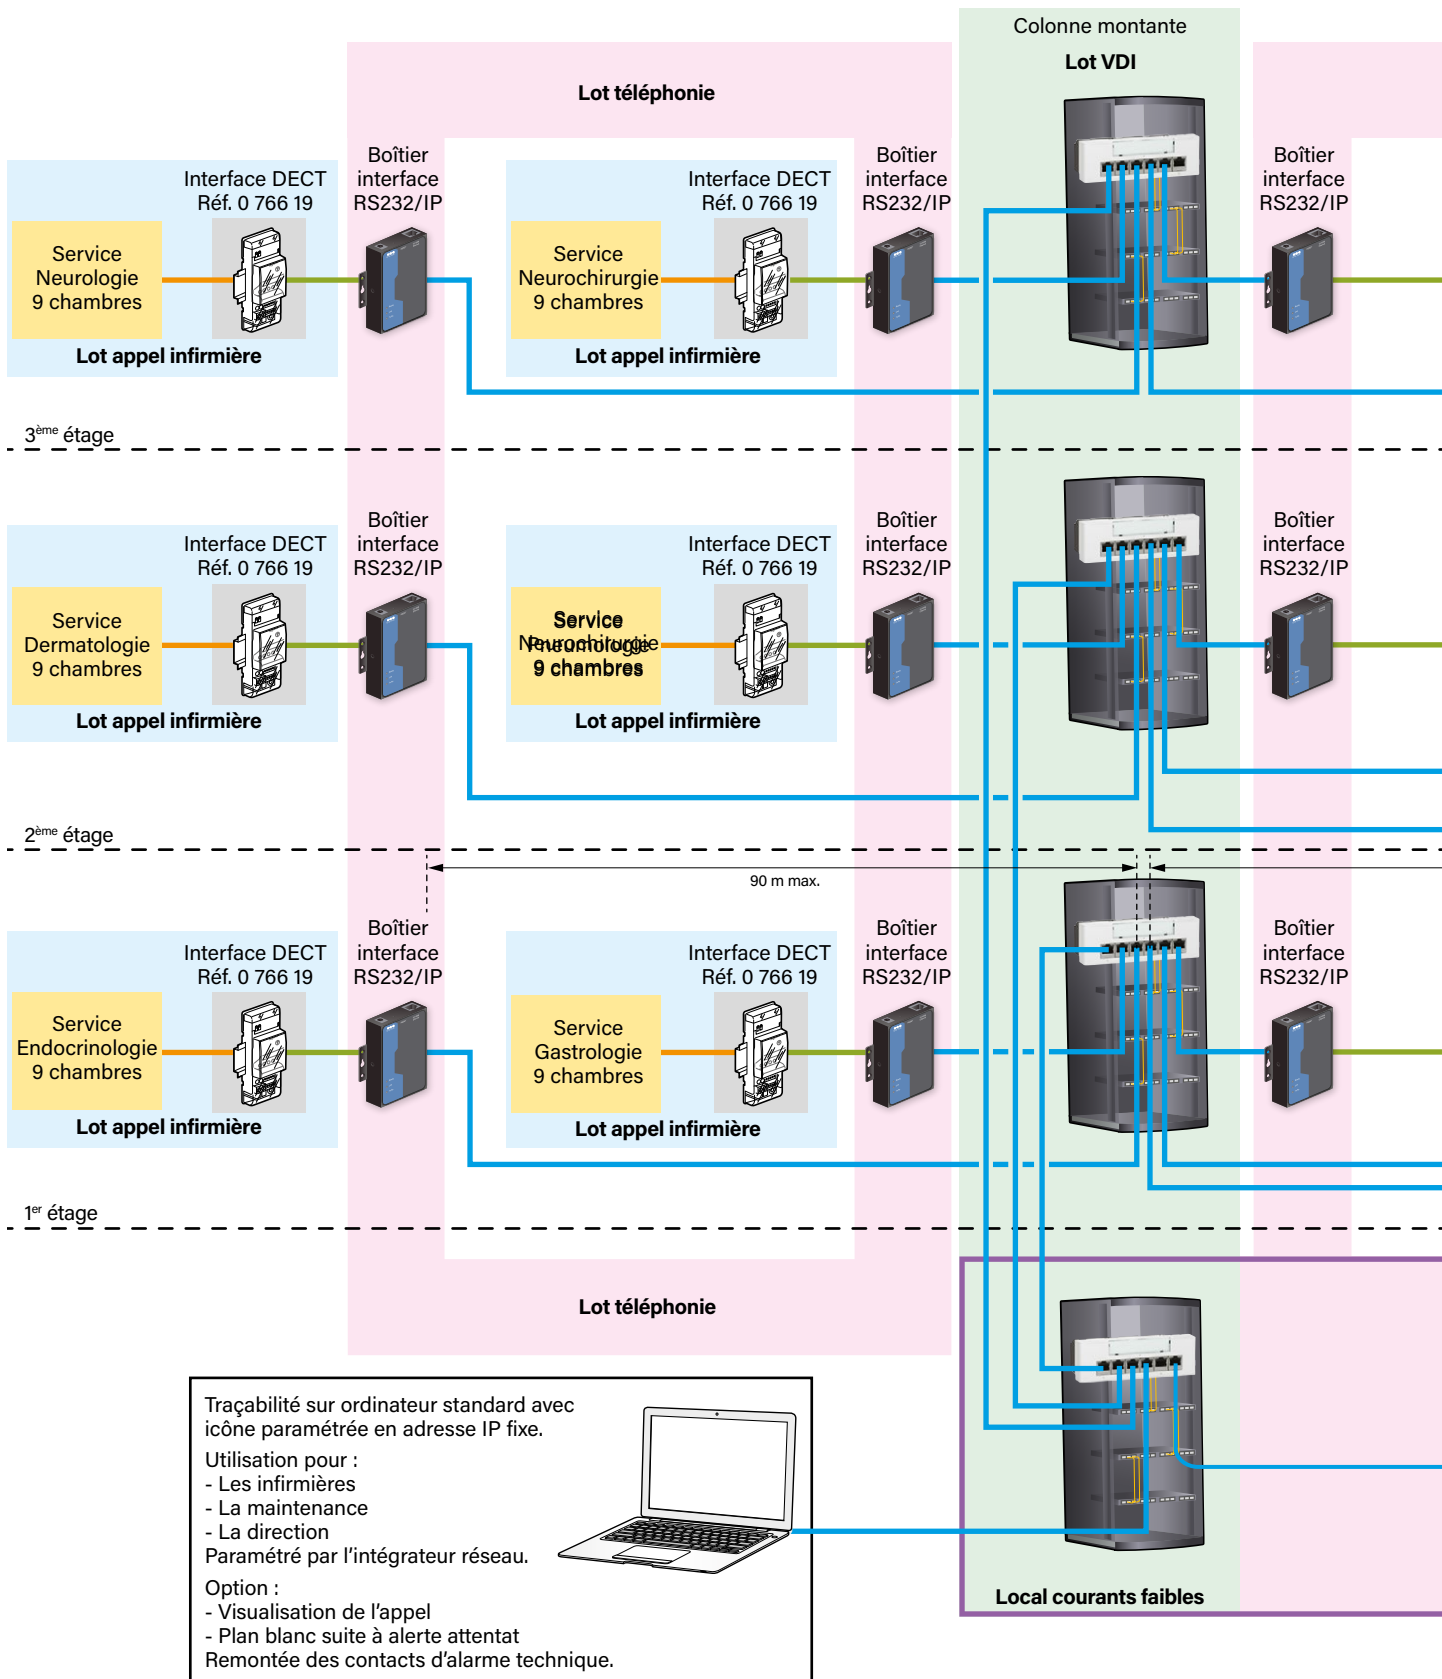 Colonne montante
Lot VDI
Lot téléphonie
Boîtier
interface
RS232/IP
Boîtier
interface
RS232/IP
Boîtier
interface
RS232/IP
Interface DECT
Réf. 0 766 19
Interface DECT
Réf. 0 766 19
Service
Neurologie
9 chambres
Service
Neurochirurgie
9 chambres
Lot appel infirmière
Lot appel infirmière
3ème étage
Boîtier
interface
RS232/IP
Boîtier
interface
RS232/IP
Boîtier
interface
RS232/IP
Interface DECT
Réf. 0 766 19
Interface DECT
Réf. 0 766 19
Service
Dermatologie
9 chambres
Service
Pneumologie
9 chambres
Service
Neurochirurgie
9 chambres
Lot appel infirmière
Lot appel infirmière
2ème étage
90 m max.
Boîtier
interface
RS232/IP
Boîtier
interface
RS232/IP
Boîtier
interface
RS232/IP
Interface DECT
Réf. 0 766 19
Interface DECT
Réf. 0 766 19
Service
Endocrinologie
9 chambres
Service
Gastrologie
9 chambres
Lot appel infirmière
Lot appel infirmière
1er étage
Lot téléphonie
Traçabilité sur ordinateur standard avec
icône paramétrée en adresse IP fixe.
Utilisation pour :
- Les infirmières
- La maintenance
- La direction
Paramétré par l'intégrateur réseau.
Option :
- Visualisation de l'appel
- Plan blanc suite à alerte attentat
Remontée des contacts d'alarme technique.
Local courants faibles